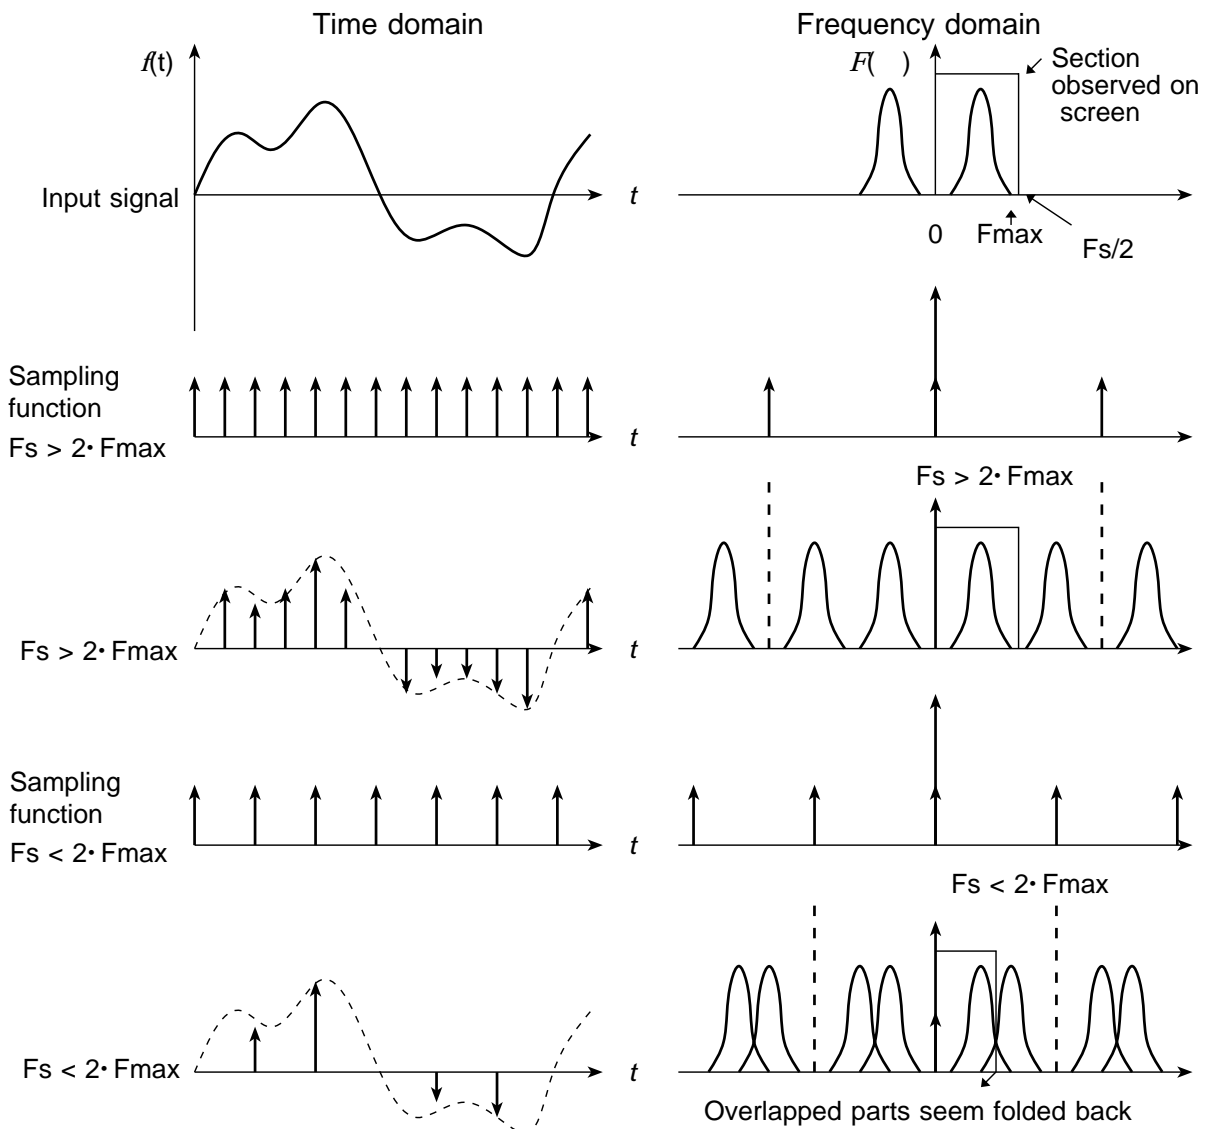 Time domain
Frequency domain
f(t)
F( )
Section
observed on
screen
Input signal
t
0
Fmax
Fs/2
Sampling
function
Fs > 2· Fmax
t
Fs > 2· Fmax
Fs > 2· Fmax
t
Sampling
function
Fs < 2· Fmax
t
Fs < 2· Fmax
Fs < 2· Fmax
t
Overlapped parts seem folded back